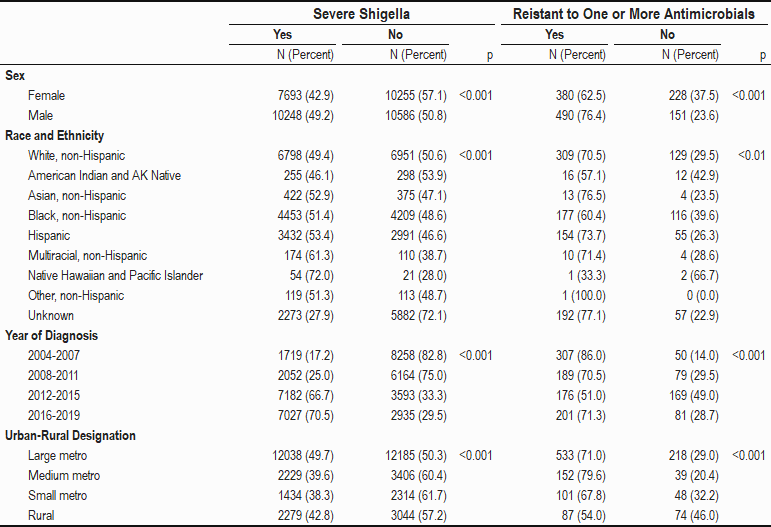 Severe Shigella Reistant to One or More Antimicrobials
Yes No Yes No
N (Percent) N (Percent) p N (Percent) N (Percent) p
Sex
Female 7693 (42.9) 10255 (57.1) <0.001 380 (62.5) 228 (37.5) <0.001
Male 10248 (49.2) 10586 (50.8) 490 (76.4) 151 (23.6)
Race and Ethnicity
White, non-Hispanic 6798 (49.4) 6951 (50.6) <0.001 309 (70.5) 129 (29.5) <0.01
American Indian and AK Native 255 (46.1) 298 (53.9) 16 (57.1) 12 (42.9)
Asian, non-Hispanic 422 (52.9) 375 (47.1) 13 (76.5) 4 (23.5)
Black, non-Hispanic 4453 (51.4) 4209 (48.6) 177 (60.4) 116 (39.6)
Hispanic 3432 (53.4) 2991 (46.6) 154 (73.7) 55 (26.3)
Multiracial, non-Hispanic 174 (61.3) 110 (38.7) 10 (71.4) 4 (28.6)
Native Hawaiian and Pacific Islander 54 (72.0) 21 (28.0) 1 (33.3) 2 (66.7)
Other, non-Hispanic 119 (51.3) 113 (48.7) 1 (100.0) 0 (0.0)
Unknown 2273 (27.9) 5882 (72.1) 192 (77.1) 57 (22.9)
Year of Diagnosis
2004-2007 1719 (17.2) 8258 (82.8) <0.001 307 (86.0) 50 (14.0) <0.001
2008-2011 2052 (25.0) 6164 (75.0) 189 (70.5) 79 (29.5)
2012-2015 7182 (66.7) 3593 (33.3) 176 (51.0) 169 (49.0)
2016-2019 7027 (70.5) 2935 (29.5) 201 (71.3) 81 (28.7)
Urban-Rural Designation
Large metro 12038 (49.7) 12185 (50.3) <0.001 533 (71.0) 218 (29.0) <0.001
Medium metro 2229 (39.6) 3406 (60.4) 152 (79.6) 39 (20.4)
Small metro 1434 (38.3) 2314 (61.7) 101 (67.8) 48 (32.2)
Rural 2279 (42.8) 3044 (57.2) 87 (54.0) 74 (46.0)